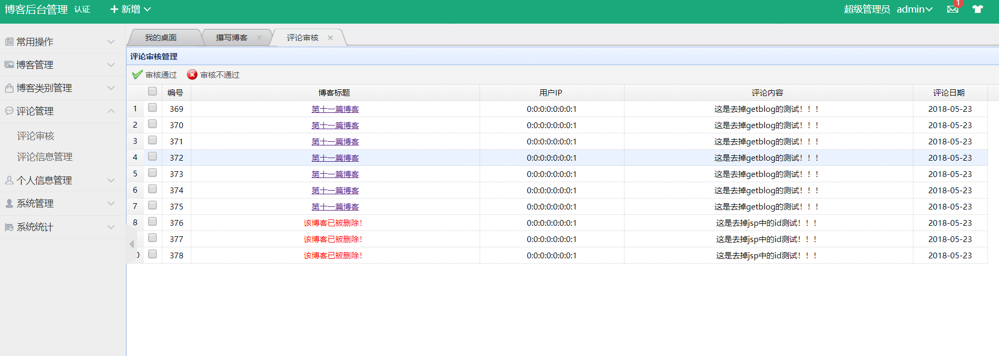 博客后台管理 认证 新增 超级管理员 admin 1
常用操作
博客管理
博客类别管理
评论管理
评论审核
评论信息管理
个人信息管理
系统管理
系统统计
我的桌面 撰写博客 评论审核
评论审核管理
审核通过 审核不通过
编号 博客标题 用户IP 评论内容 评论日期
1 369 第十一篇博客 0:0:0:0:0:0:0:1 这是去掉getblog的测试！！！ 2018-05-23
2 370 第十一篇博客 0:0:0:0:0:0:0:1 这是去掉getblog的测试！！！ 2018-05-23
3 371 第十一篇博客 0:0:0:0:0:0:0:1 这是去掉getblog的测试！！！ 2018-05-23
4 372 第十一篇博客 0:0:0:0:0:0:0:1 这是去掉getblog的测试！！！ 2018-05-23
5 373 第十一篇博客 0:0:0:0:0:0:0:1 这是去掉getblog的测试！！！ 2018-05-23
6 374 第十一篇博客 0:0:0:0:0:0:0:1 这是去掉getblog的测试！！！ 2018-05-23
7 375 第十一篇博客 0:0:0:0:0:0:0:1 这是去掉getblog的测试！！！ 2018-05-23
8 376 该博客已被删除！ 0:0:0:0:0:0:0:1 这是去掉jsp中的id测试！！！ 2018-05-23
377 该博客已被删除！ 0:0:0:0:0:0:0:1 这是去掉jsp中的id测试！！！ 2018-05-23
0 378 该博客已被删除！ 0:0:0:0:0:0:0:1 这是去掉jsp中的id测试！！！ 2018-05-23